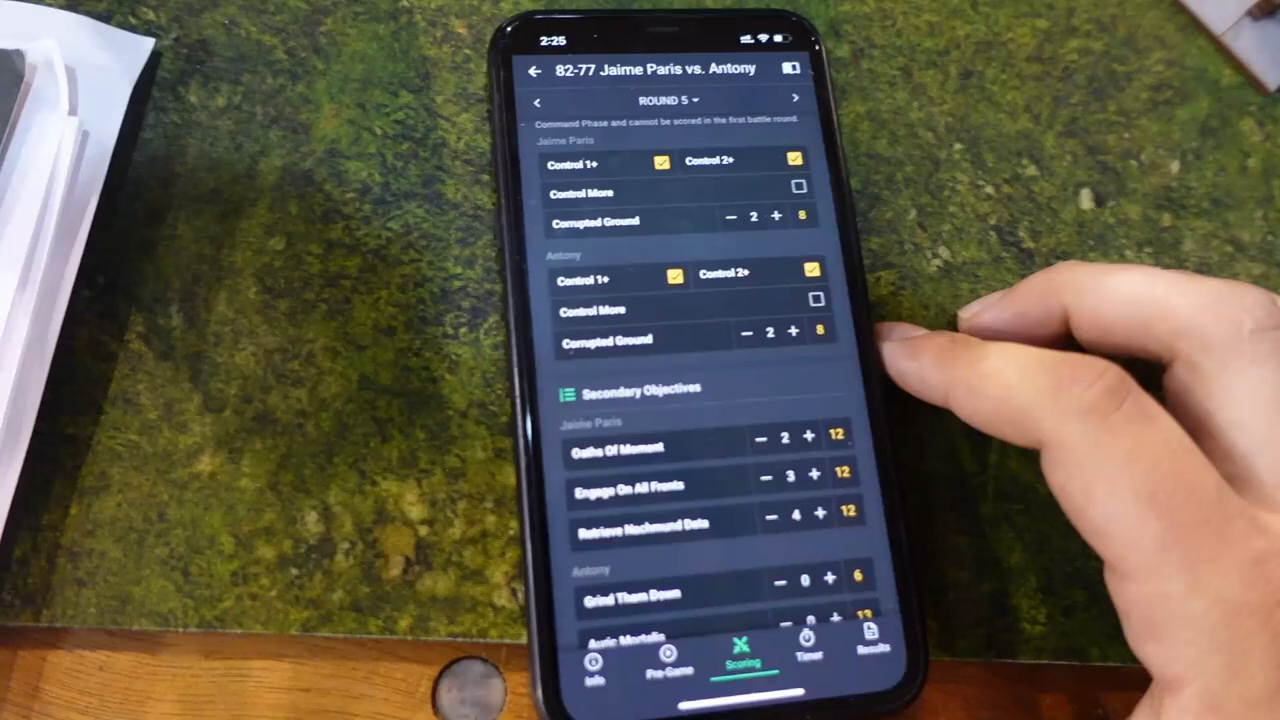 2:25
82-77 Jaime Paris vs. Antony
ROUND 5
Command Phase and cannot be scored in the first battle round.
Jaime Paris
Control 1+ Control 2+
Control More
Corrupted Ground − 2 + 8
Antony
Control 1+ Control 2+
Control More
Corrupted Ground − 2 + 8
Secondary Objectives
Jaime Paris
Oaths Of Moment − 2 + 12
Engage On All Fronts − 3 + 12
Retrieve Nachmund Data − 4 + 12
Antony
Grind Them Down − 0 + 6
Auric Mortalis − 0 +
Info Pre-Game Scoring Timer Results